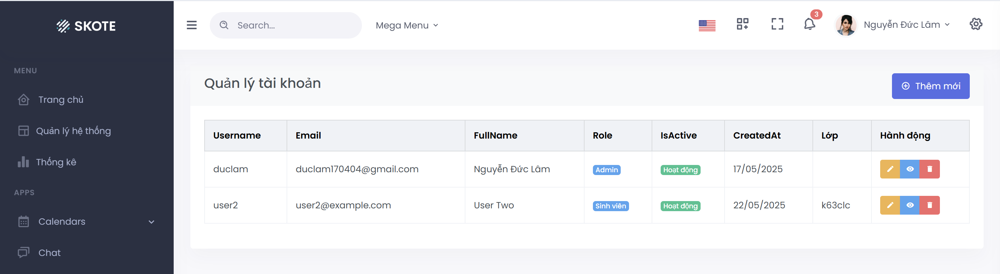 SKOTE
Search...
Mega Menu
3
Nguyễn Đức Lâm
MENU
Trang chủ
Quản lý hệ thống
Thống kê
APPS
Calendars
Chat
Quản lý tài khoản
Thêm mới
Username Email FullName Role IsActive CreatedAt Lớp Hành động
duclam duclam170404@gmail.com Nguyễn Đức Lâm Admin Hoạt động 17/05/2025
user2 user2@example.com User Two Sinh viên Hoạt động 22/05/2025 k63clc